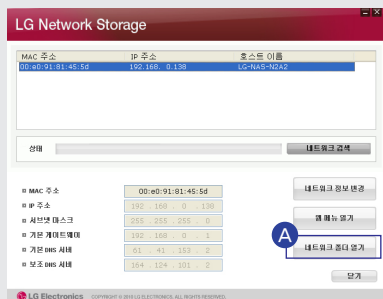 LG Network Storage
MAC 주소 IP 주소 호스트 이름
00:e0:91:81:45:5d 192.168. 0.138 LG-NAS-N2A2
상태 네트워크 검색
MAC 주소 00:e0:91:81:45:5d 네트워크 정보 변경
IP 주소 192 . 168 . 0 . 138
서브넷 마스크 255 . 255 . 255 . 0 웹 메뉴 열기
기본 게이트웨이 192 . 168 . 0 . 1
A
기본 DNS 서버 61 . 41 . 153 . 2 네트워크 폴더 열기
보조 DNS 서버 164 . 124 . 101 . 2
닫기
LG Electronics COPYRIGHT © 2010 LG ELECTRONICS. ALL RIGHTS RESERVED.